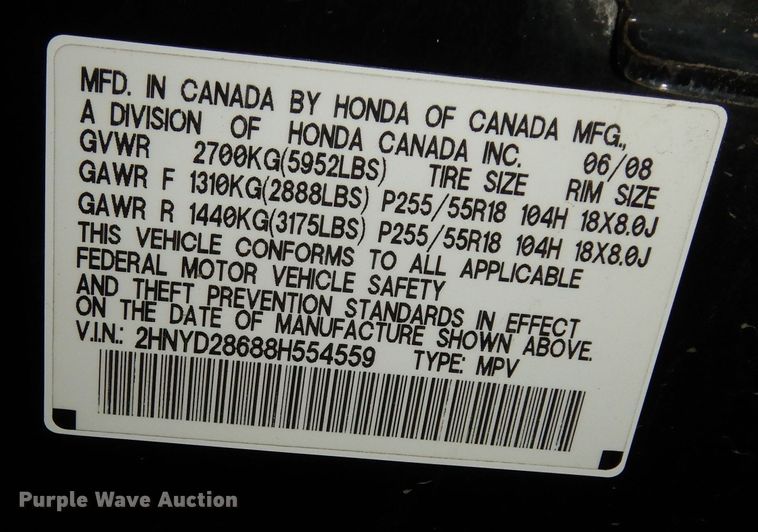 MFD. IN CANADA BY HONDA OF CANADA MFG.,
A DIVISION OF HONDA CANADA INC. 06/08
GVWR 2700KG(5952LBS) TIRE SIZE RIM SIZE
GAWR F 1310KG(2888LBS) P255/55R18 104H 18X8.0J
GAWR R 1440KG(3175LBS) P255/55R18 104H 18X8.0J
THIS VEHICLE CONFORMS TO ALL APPLICABLE
FEDERAL MOTOR VEHICLE SAFETY
AND THEFT PREVENTION STANDARDS IN EFFECT
ON THE DATE OF MANUFACTURE SHOWN ABOVE.
V.I.N.: 2HNYD28688H554559 TYPE: MPV
Purple Wave Auction